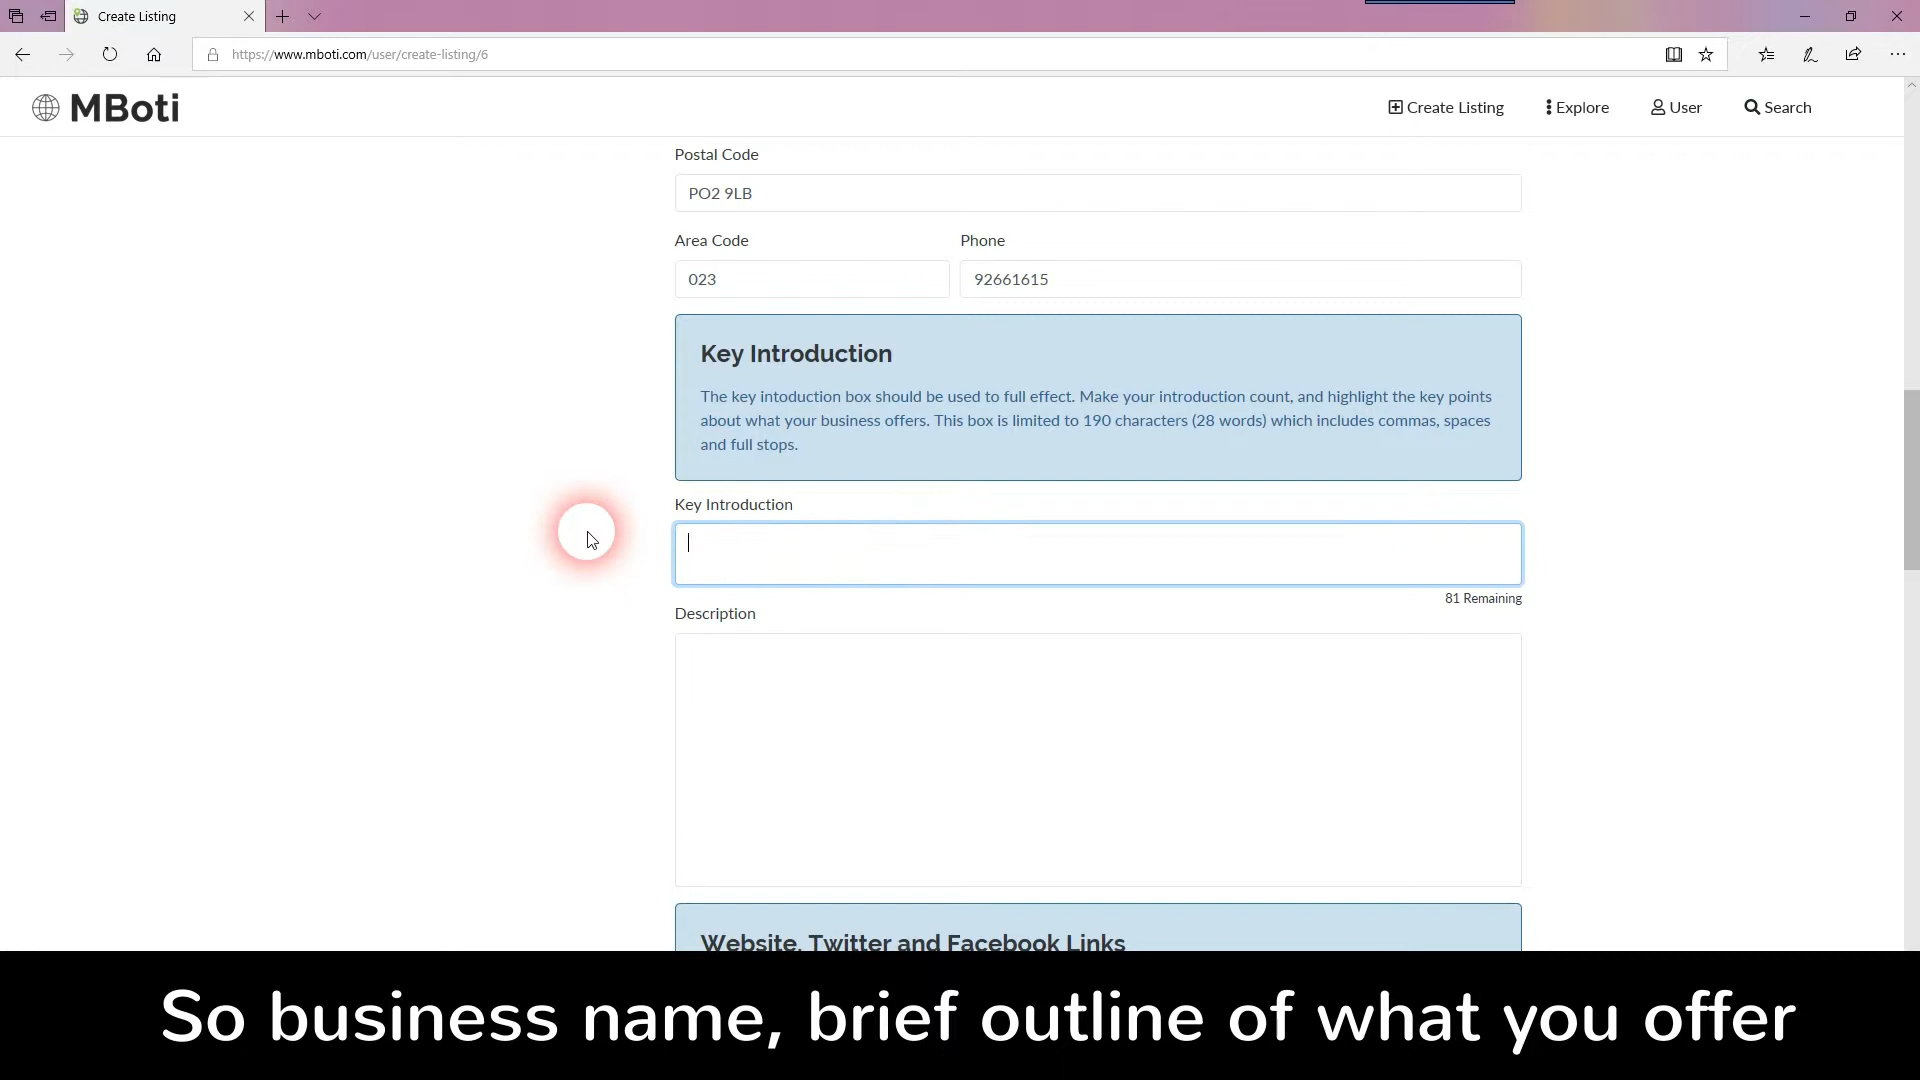 Create Listing
https://www.mboti.com/user/create-listing/6
MBoti
Create Listing
Explore
User
Search
Postal Code
PO2 9LB
Area Code
Phone
023
92661615
Key Introduction
The key intoduction box should be used to full effect. Make your introduction count, and highlight the key points
about what your business offers. This box is limited to 190 characters (28 words) which includes commas, spaces
and full stops.
Key Introduction
81 Remaining
Description
Website, Twitter and Facebook Links
So business name, brief outline of what you offer